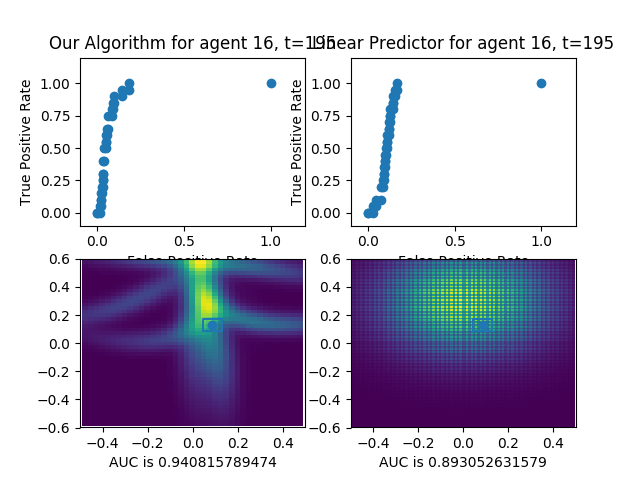 Our Algorithm for agent 16, t=195
Linear Predictor for agent 16, t=195
True Positive Rate
1.00
0.75
0.50
0.25
0.00
0.0 0.5 1.0
False Positive Rate
True Positive Rate
1.00
0.75
0.50
0.25
0.00
0.0 0.5 1.0
False Positive Rate
0.6
0.4
0.2
0.0
−0.2
−0.4
−0.6
−0.4 −0.2 0.0 0.2 0.4
AUC is 0.940815789474
0.6
0.4
0.2
0.0
−0.2
−0.4
−0.6
−0.4 −0.2 0.0 0.2 0.4
AUC is 0.893052631579